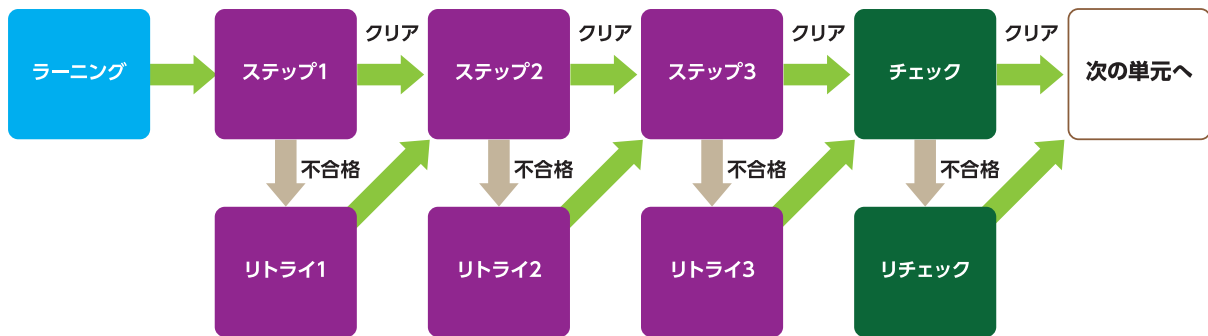 クリア
クリア
クリア
クリア
ラーニング
ステップ1
ステップ2
ステップ3
チェック
次の単元へ
不合格
不合格
不合格
不合格
リトライ1
リトライ2
リトライ3
リチェック